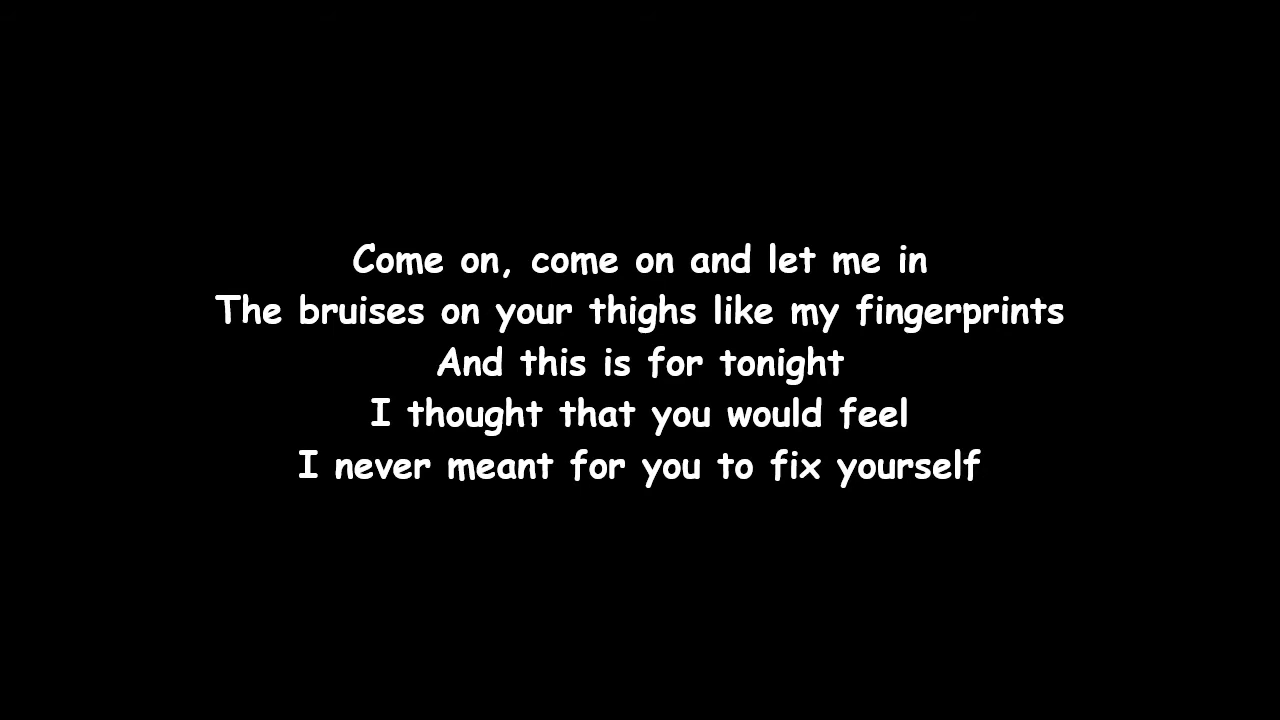 Come on, come on and let me in
The bruises on your thighs like my fingerprints
And this is for tonight
I thought that you would feel
I never meant for you to fix yourself